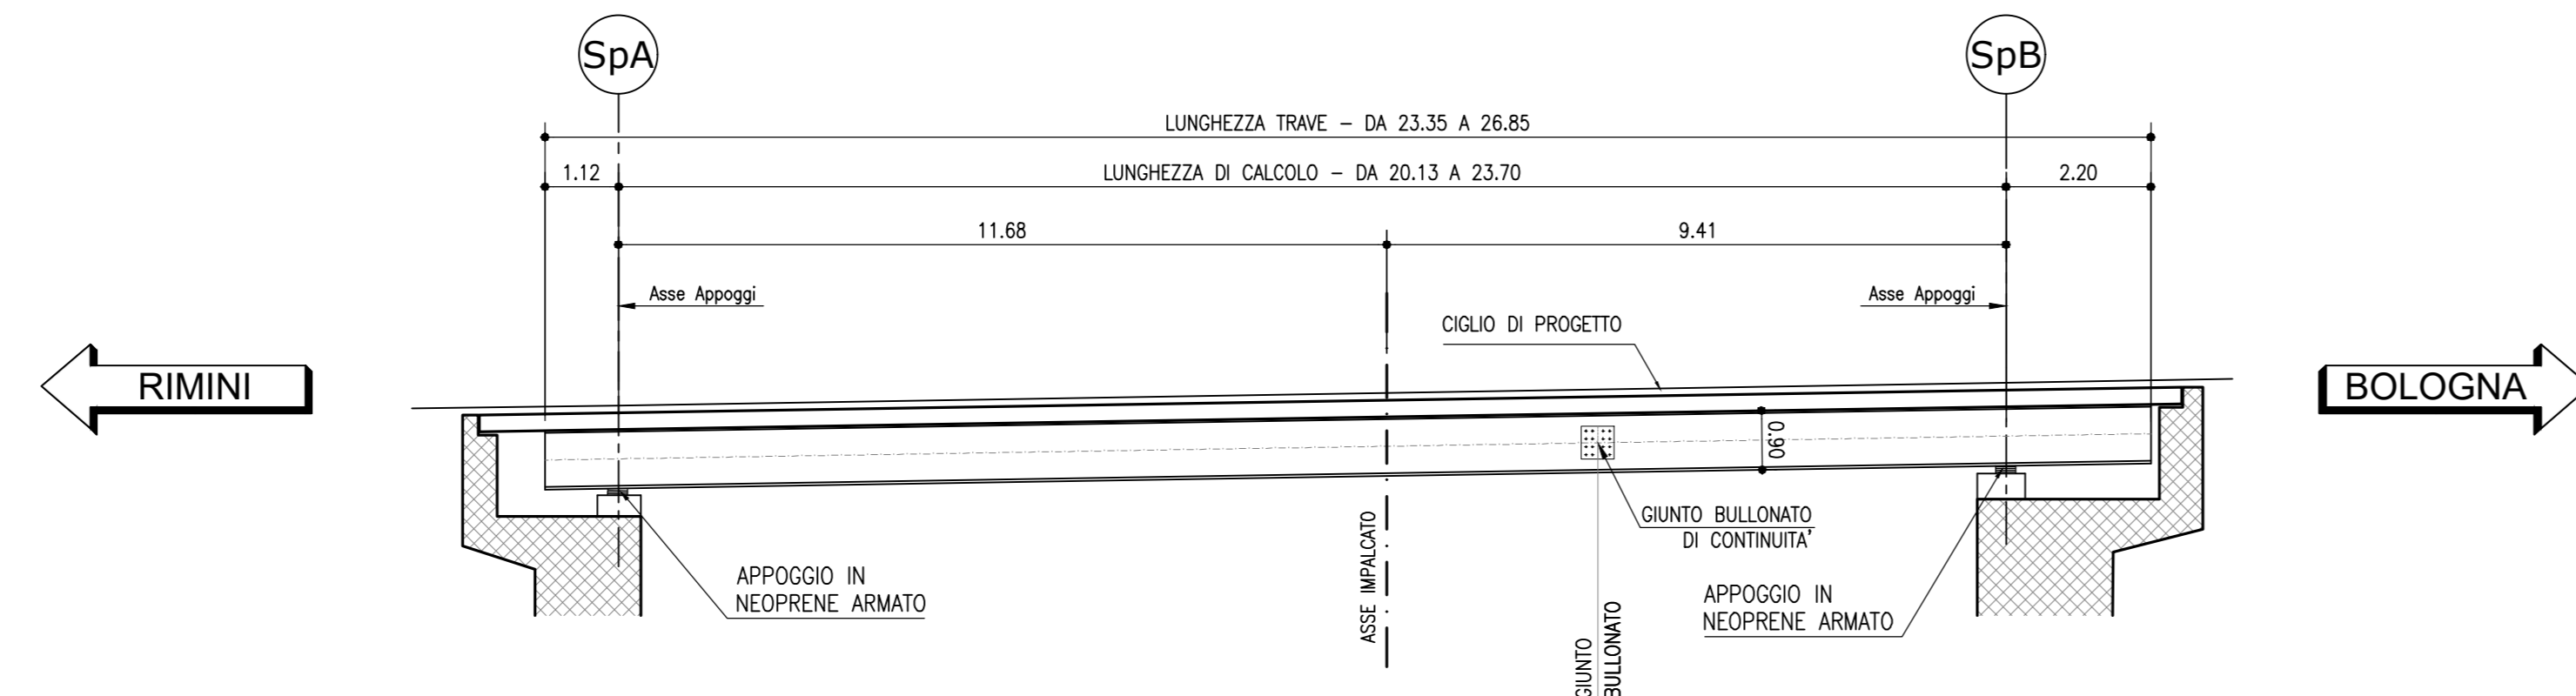 SpA
SpB
LUNGHEZZA TRAVE – DA 23.35 A 26.85
1.12
LUNGHEZZA DI CALCOLO – DA 20.13 A 23.70
2.20
11.68
9.41
Asse Appoggi
Asse Appoggi
CIGLIO DI PROGETTO
RIMINI
BOLOGNA
0.90
GIUNTO BULLONATO
DI CONTINUITA'
ASSE IMPALCATO
APPOGGIO IN
NEOPRENE ARMATO
APPOGGIO IN
NEOPRENE ARMATO
GIUNTO
BULLONATO